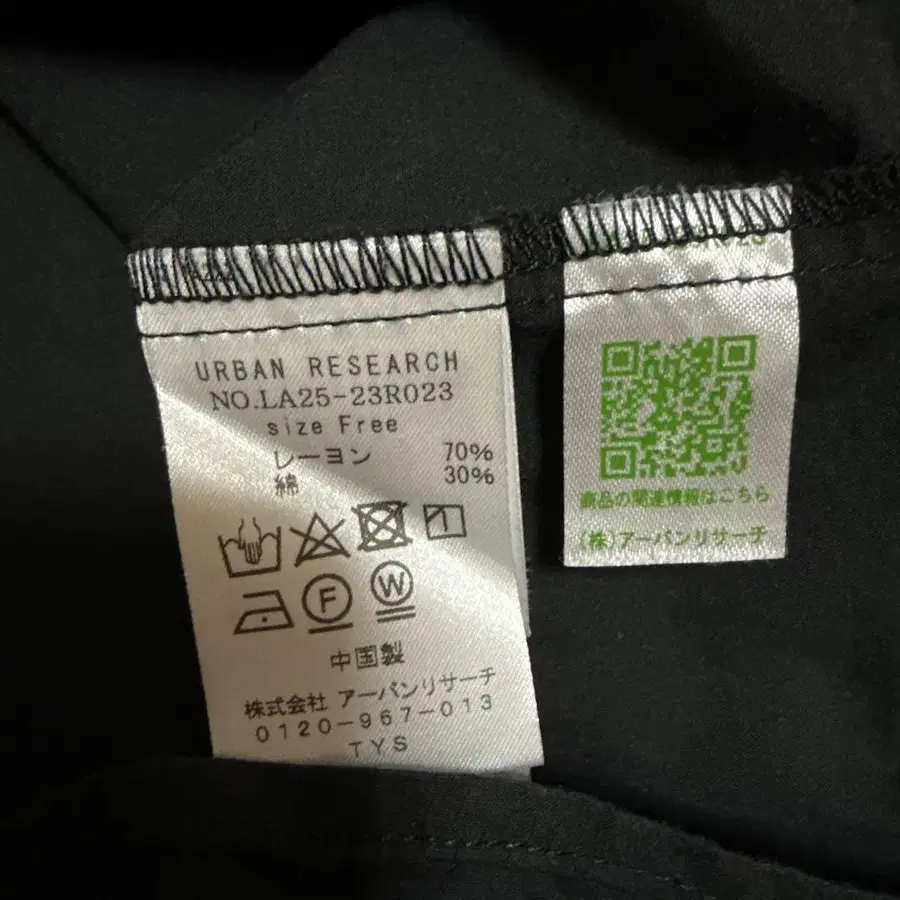 URBAN RESEARCH
NO.LA25-23R023
size Free
レーヨン 70%
綿 30%
F
W
中国製
株式会社 アーバンリサーチ
0120-967-013
TYS
商品の関連情報はこちら
(株)アーバンリサーチ